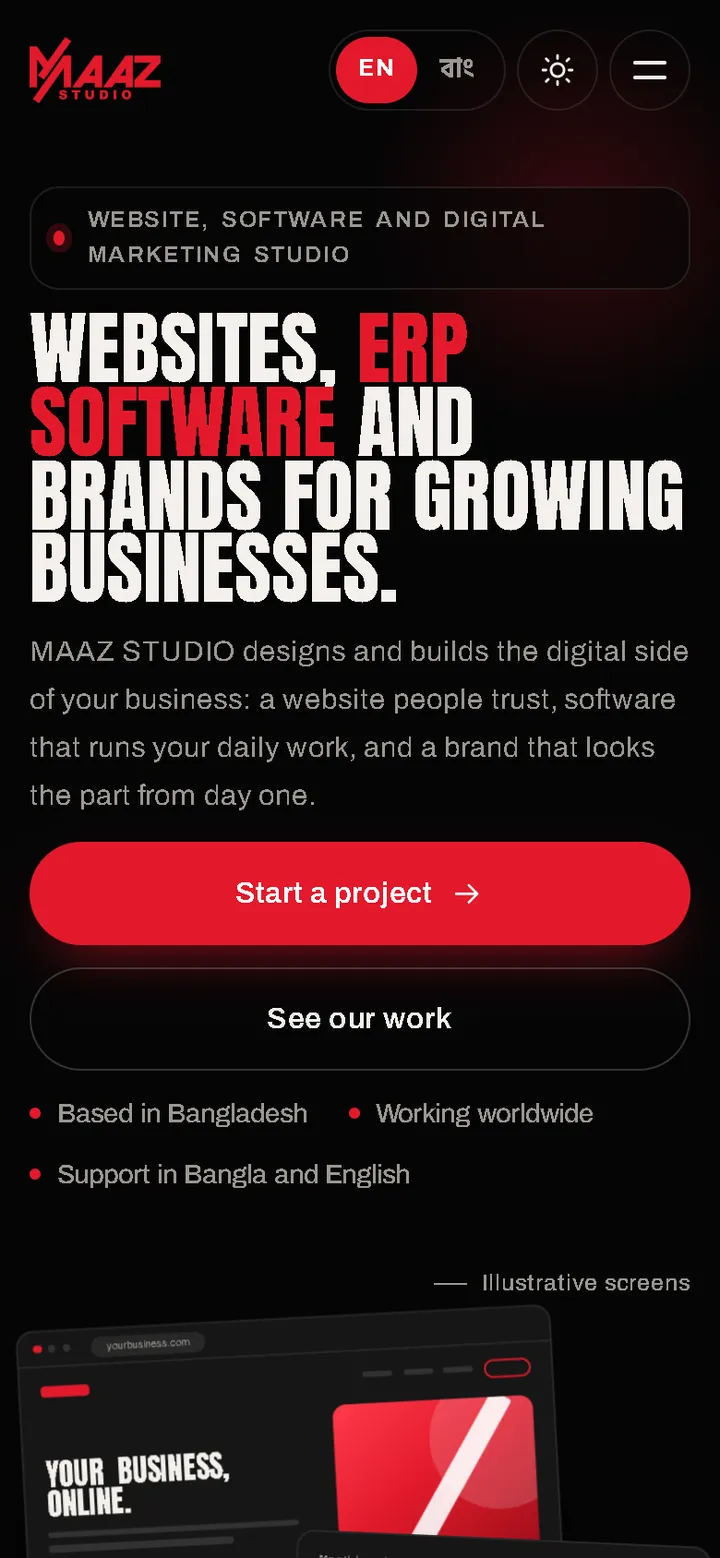 MAAZ
STUDIO
EN
বাং
WEBSITE, SOFTWARE AND DIGITAL
MARKETING STUDIO
WEBSITES, ERP
SOFTWARE AND
BRANDS FOR GROWING
BUSINESSES.
MAAZ STUDIO designs and builds the digital side
of your business: a website people trust, software
that runs your daily work, and a brand that looks
the part from day one.
Start a project →
See our work
Based in Bangladesh
Working worldwide
Support in Bangla and English
Illustrative screens
yourbusiness.com
YOUR BUSINESS,
ONLINE.